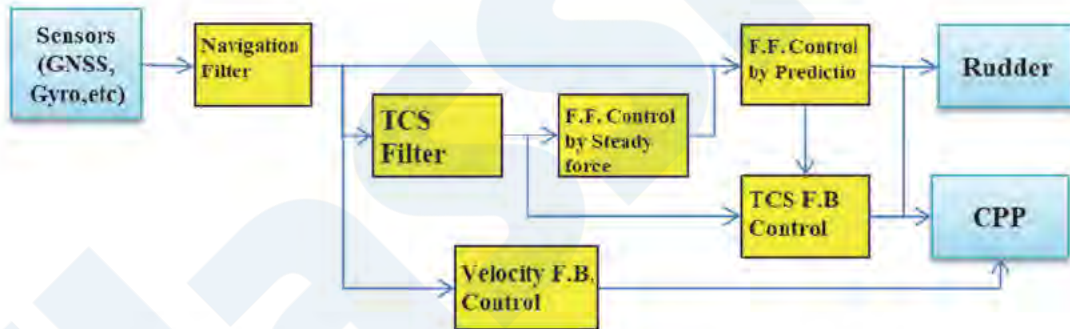 Sensors
(GNSS,
Gyro,etc)
Navigation
Filter
F.F. Control
by Predictio
Rudder
TCS
Filter
F.F. Control
by Steady
force
TCS F.B
Control
CPP
Velocity F.B.
Control